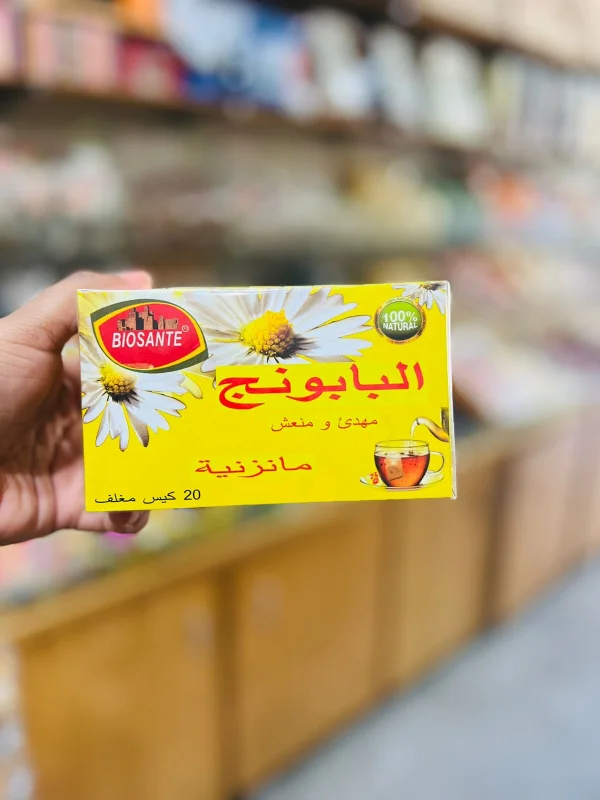 BIOSANTE®
100%
NATURAL
البابونج
مهدئ و منعش
مانزنية
20 كيس مغلف